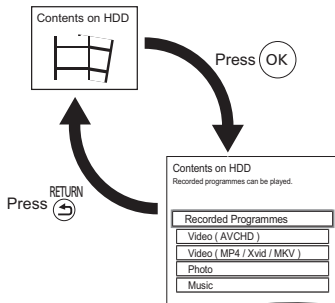 Contents on HDD
Press OK
Contents on HDD
Recorded programmes can be played.
RETURN
Press
Recorded Programmes
Video ( AVCHD )
Video ( MP4 / Xvid / MKV )
Photo
Music